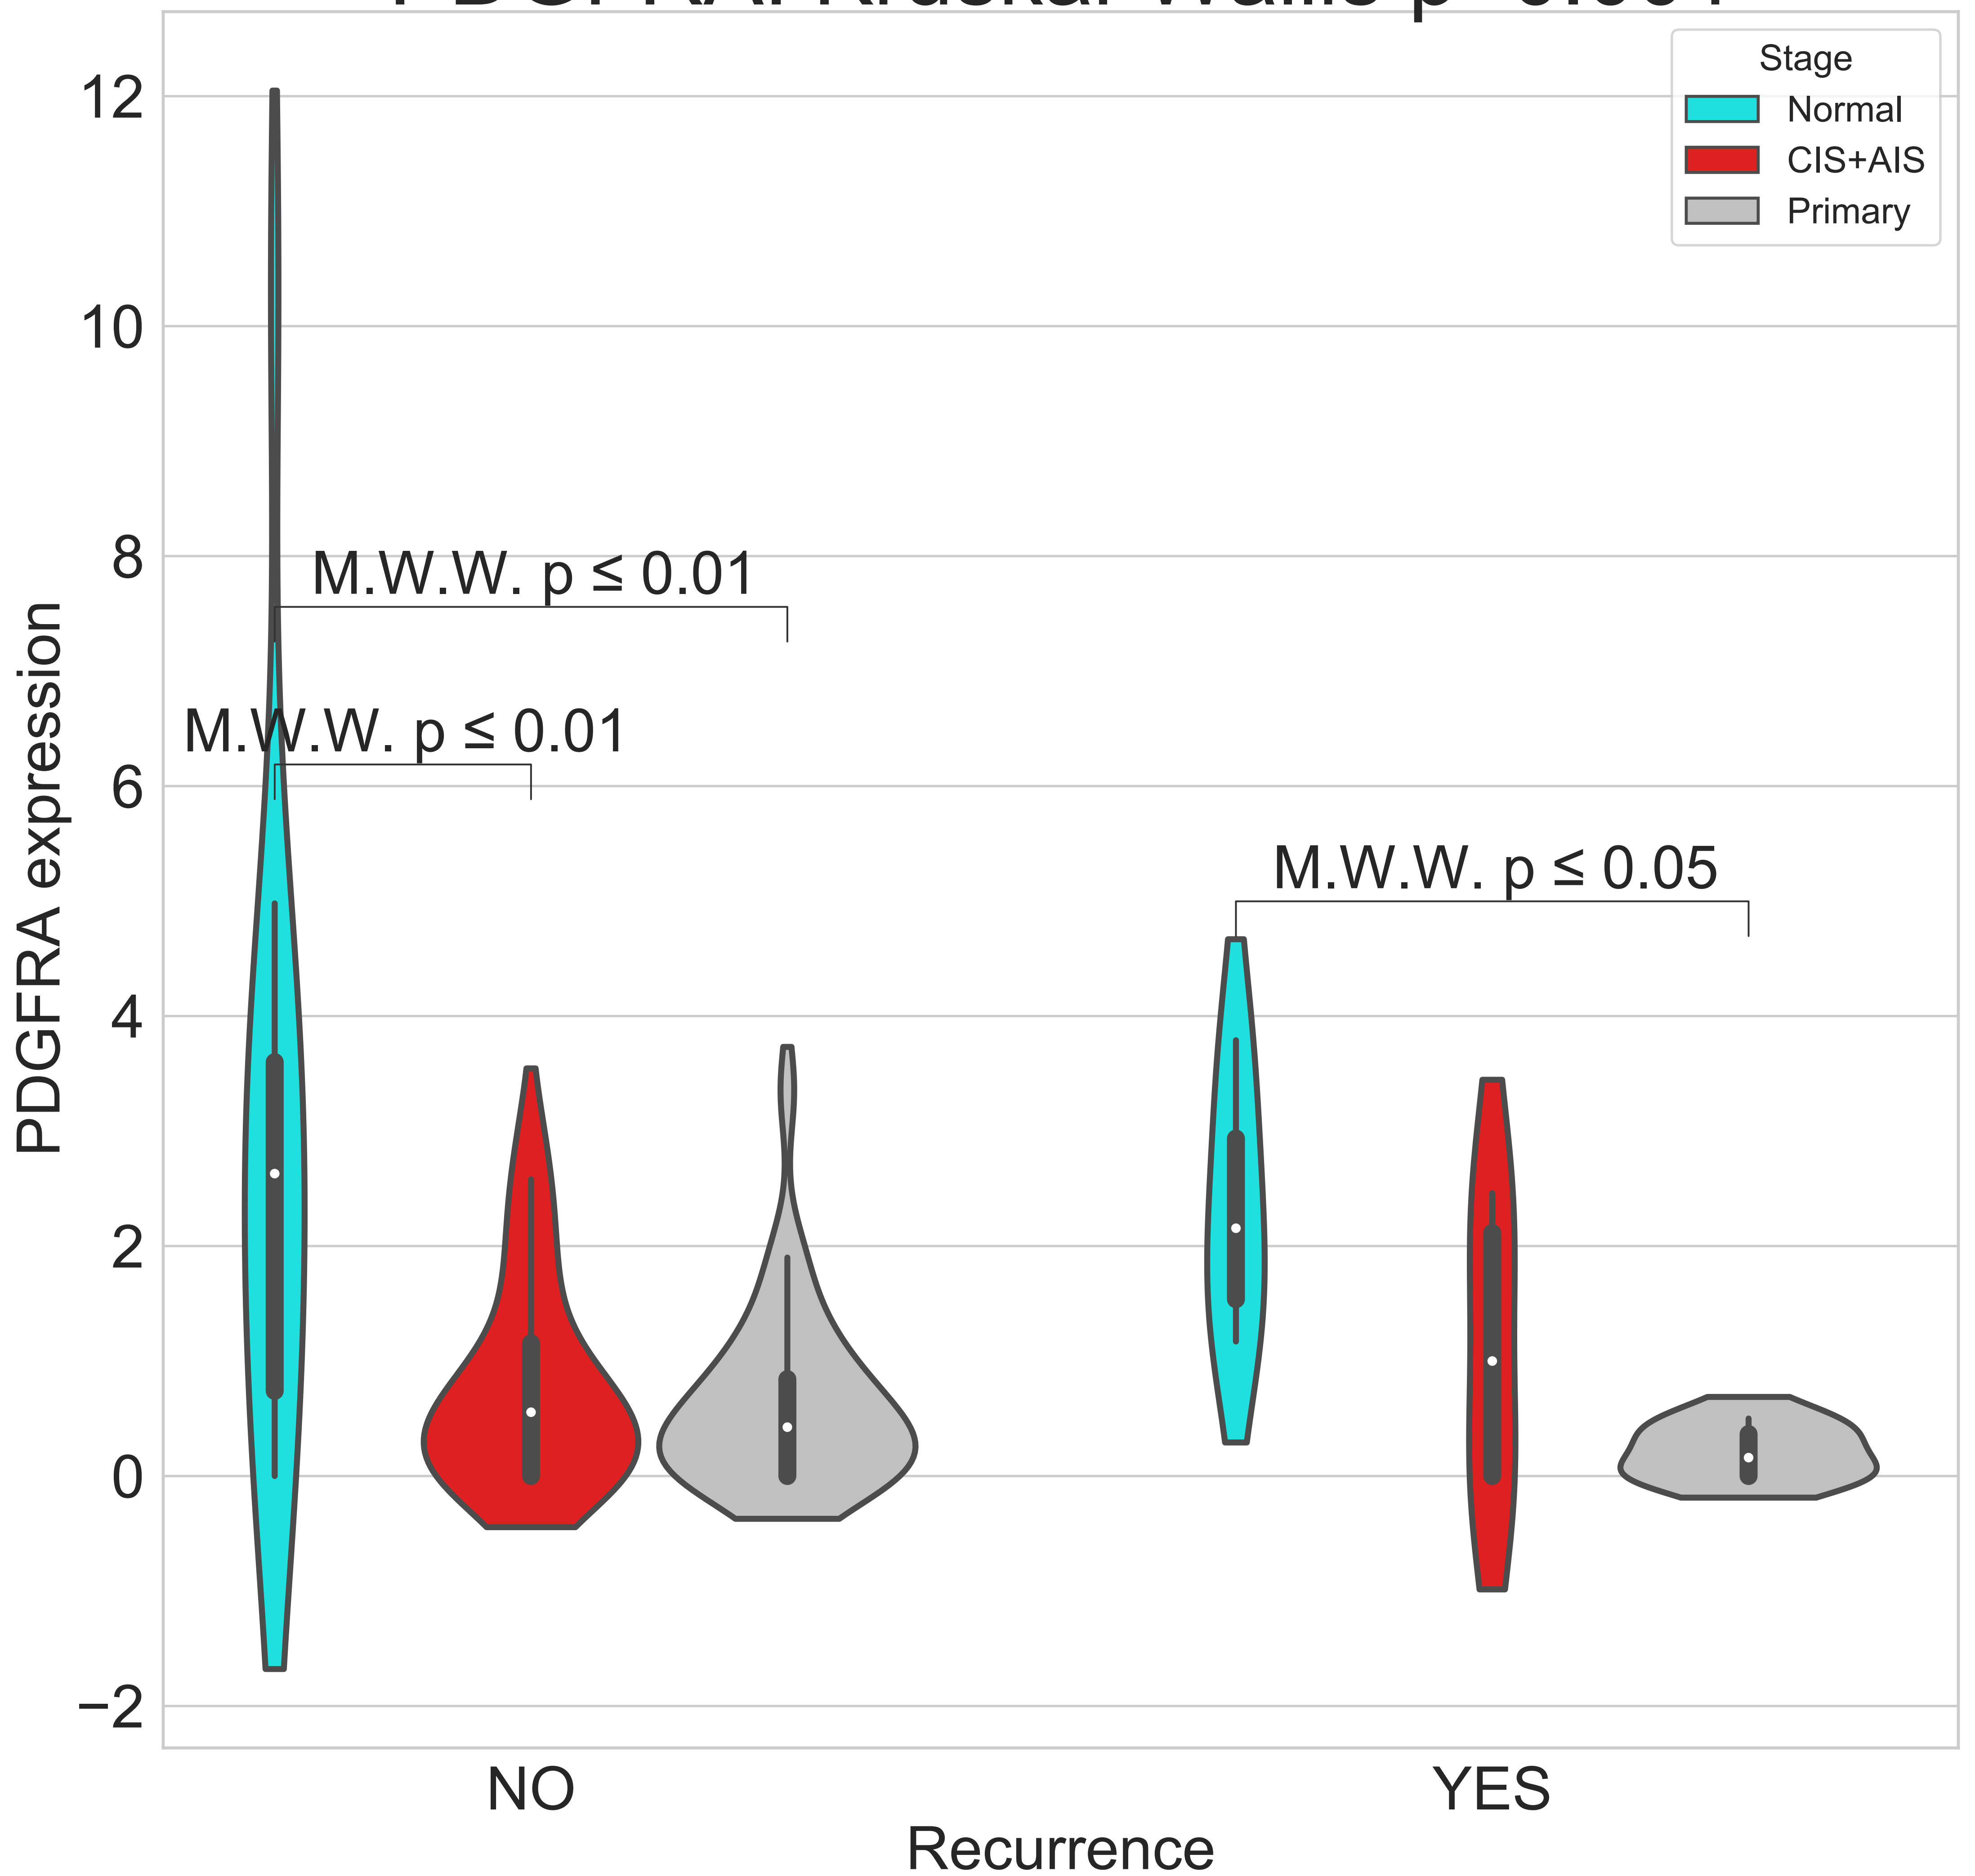 Stage
Normal
CIS+AIS
Primary
12
10
8
6
4
2
0
−2
PDGFRA expression
M.W.W. p ≤ 0.01
M.W.W. p ≤ 0.01
M.W.W. p ≤ 0.05
NO
YES
Recurrence